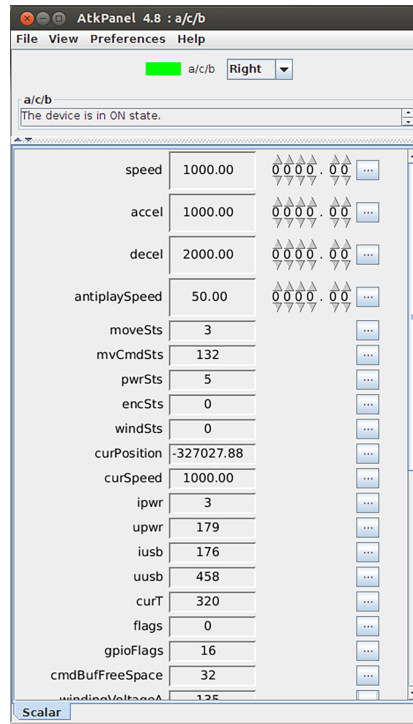 AtkPanel 4.8 : a/c/b
File View Preferences Help
a/c/b Right
a/c/b
The device is in ON state.
speed 1000.00 0000.00 ...
accel 1000.00 0000.00 ...
decel 2000.00 0000.00 ...
antiplaySpeed 50.00 0000.00 ...
moveSts 3 ...
mvCmdSts 132 ...
pwrSts 5 ...
encSts 0 ...
windSts 0 ...
curPosition -327027.88 ...
curSpeed 1000.00 ...
ipwr 3 ...
upwr 179 ...
iusb 176 ...
uusb 458 ...
curT 320 ...
flags 0 ...
gpioFlags 16 ...
cmdBufFreeSpace 32 ...
windingVoltageA 135
Scalar